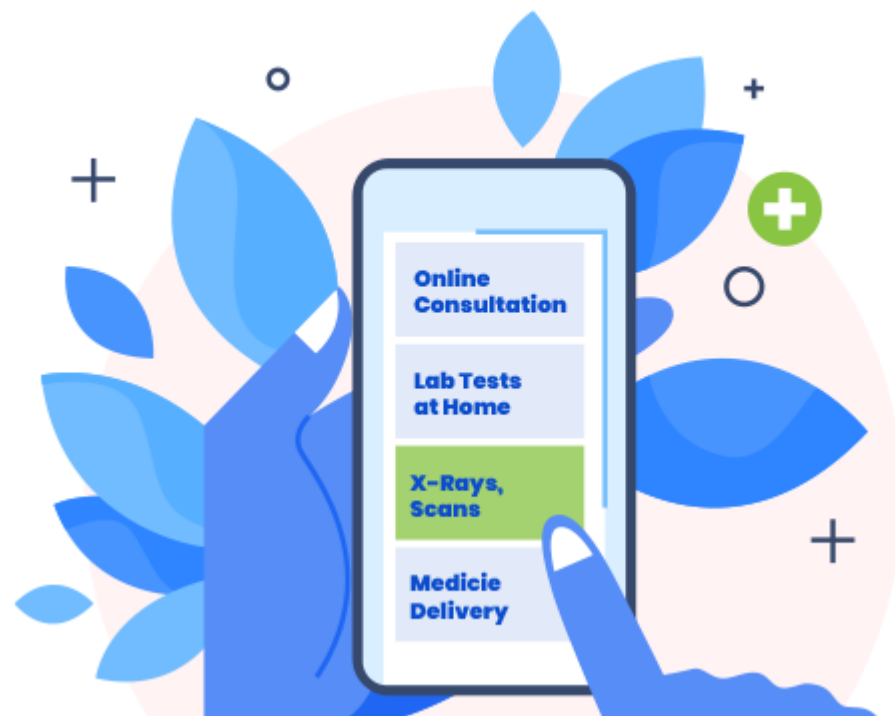 Online
Consultation
Lab Tests
at Home
X-Rays,
Scans
Medicie
Delivery